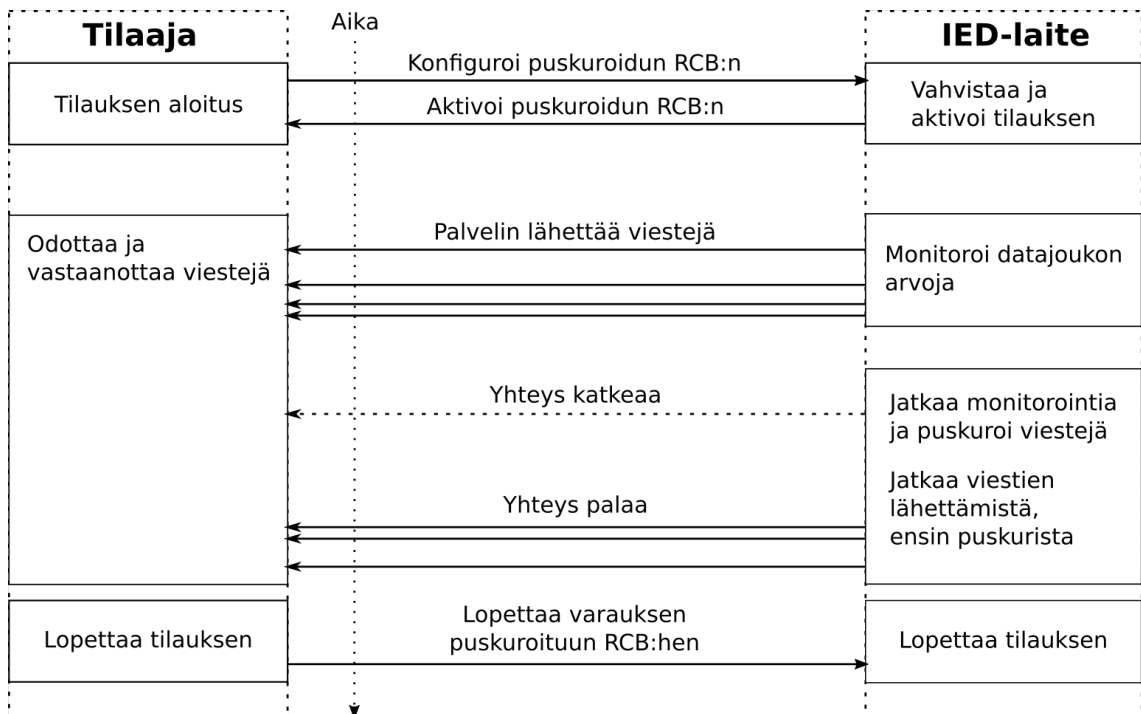 Tilaaja
Aika
IED-laite
Tilauksen aloitus
Konfiguroi puskuroidun RCB:n
Aktivoi puskuroidun RCB:n
Vahvistaa ja
aktivoi tilauksen
Odottaa ja
vastaanottaa viestejä
Palvelin lähettää viestejä
Monitoroi datajoukon
arvoja
Yhteys katkeaa
Jatkaa monitorointia
ja puskuroi viestejä
Yhteys palaa
Jatkaa viestien
lähettämistä,
ensin puskurista
Lopettaa tilauksen
Lopettaa varauksen
puskuroituun RCB:hen
Lopettaa tilauksen